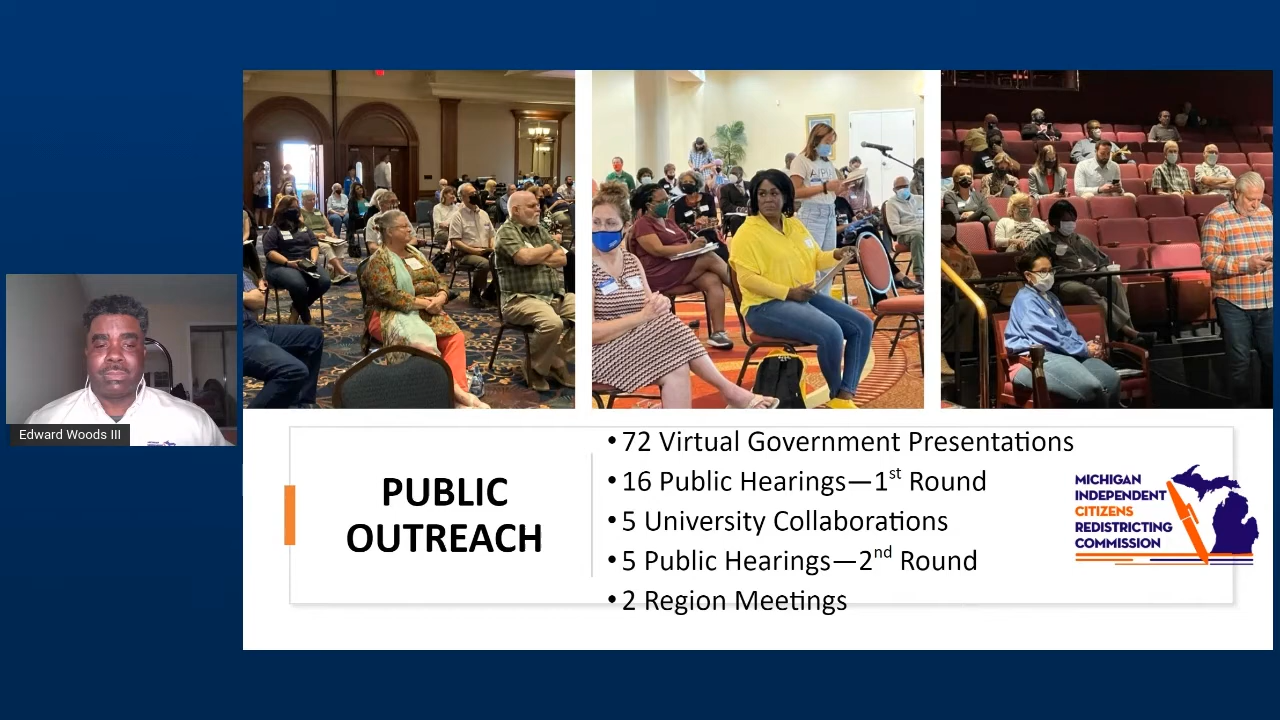 Edward Woods III
PUBLIC
OUTREACH
• 72 Virtual Government Presentations
• 16 Public Hearings—1st Round
• 5 University Collaborations
• 5 Public Hearings—2nd Round
• 2 Region Meetings
MICHIGAN
INDEPENDENT
CITIZENS
REDISTRICTING
COMMISSION